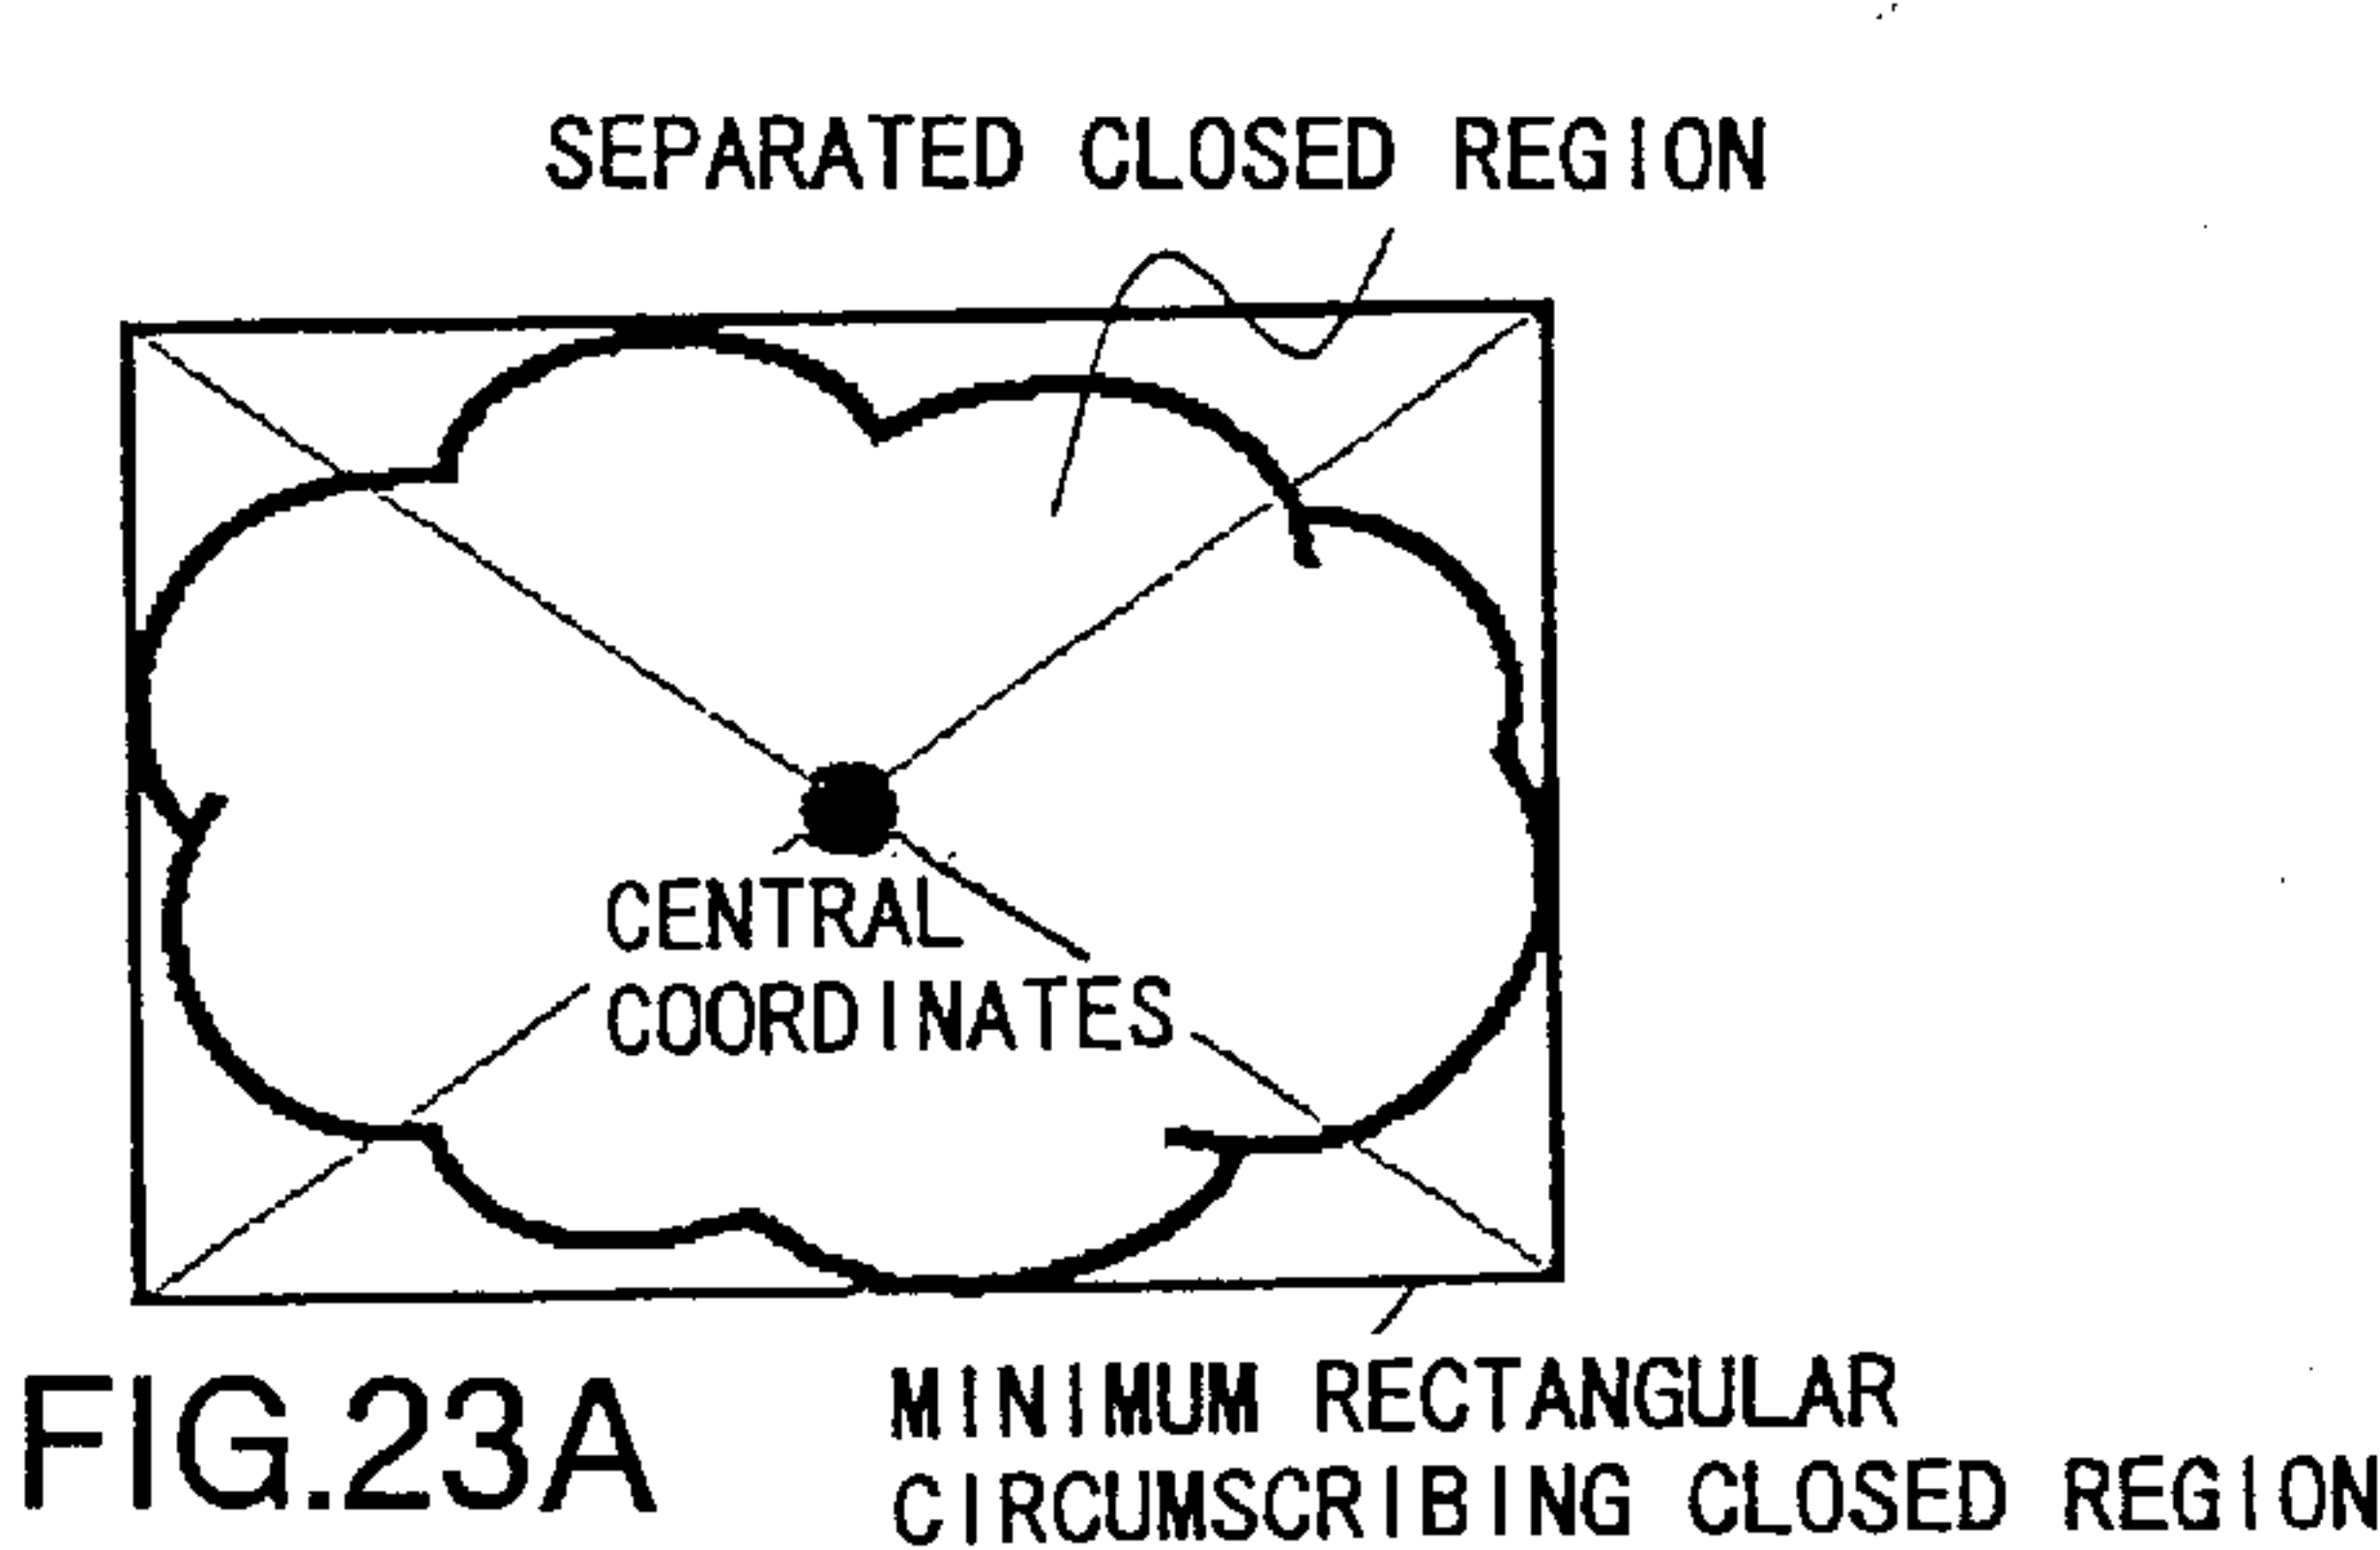 SEPARATED CLOSED REGION
CENTRAL
COORDINATES
MINIMUM RECTANGULAR
CIRCUMSCRIBING CLOSED REGION
FIG.23A